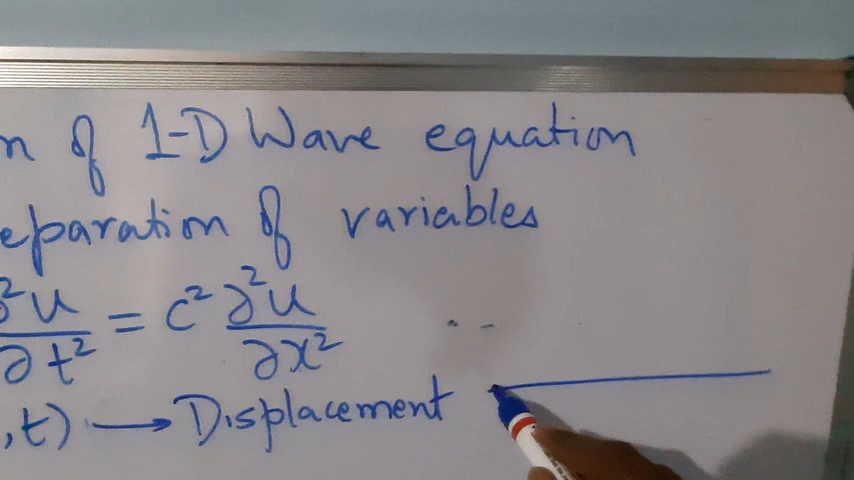 n of 1-D Wave equation
eparation of variables
∂²u/∂t² = c² ∂²u/∂x²
,t) → Displacement